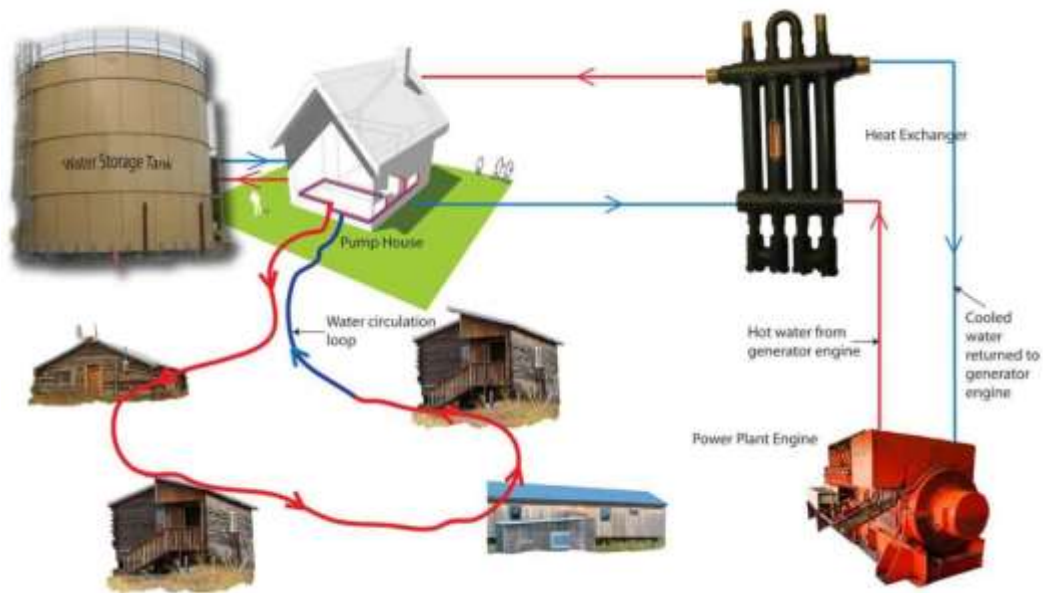 Water Storage Tank
Heat Exchanger
Pump House
Water circulation
loop
Hot water from
generator engine
Cooled
water
returned to
generator
engine
Power Plant Engine